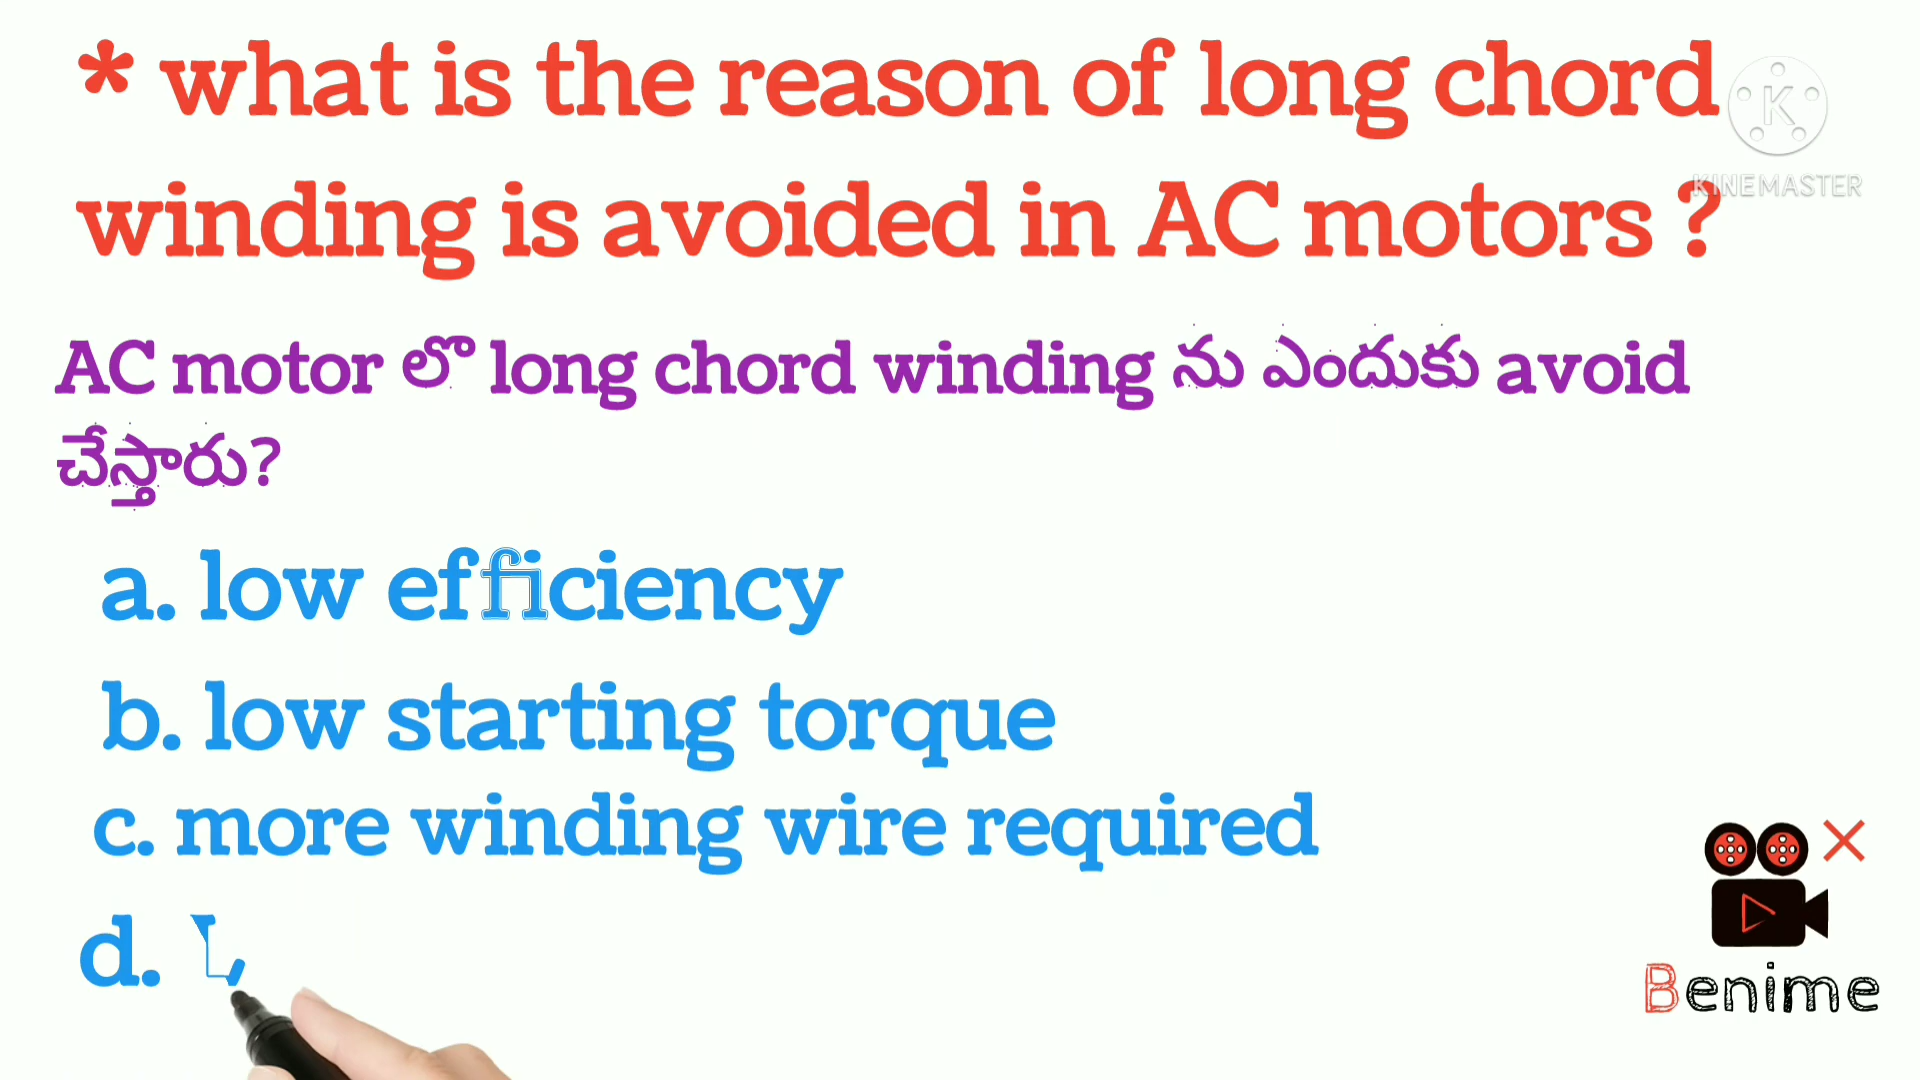 * what is the reason of long chord
winding is avoided in AC motors ?
KINEMASTER
AC motor లొ long chord winding ను ఎందుకు avoid
చేస్తారు?
a. low efficiency
b. low starting torque
c. more winding wire required
d.
Benime